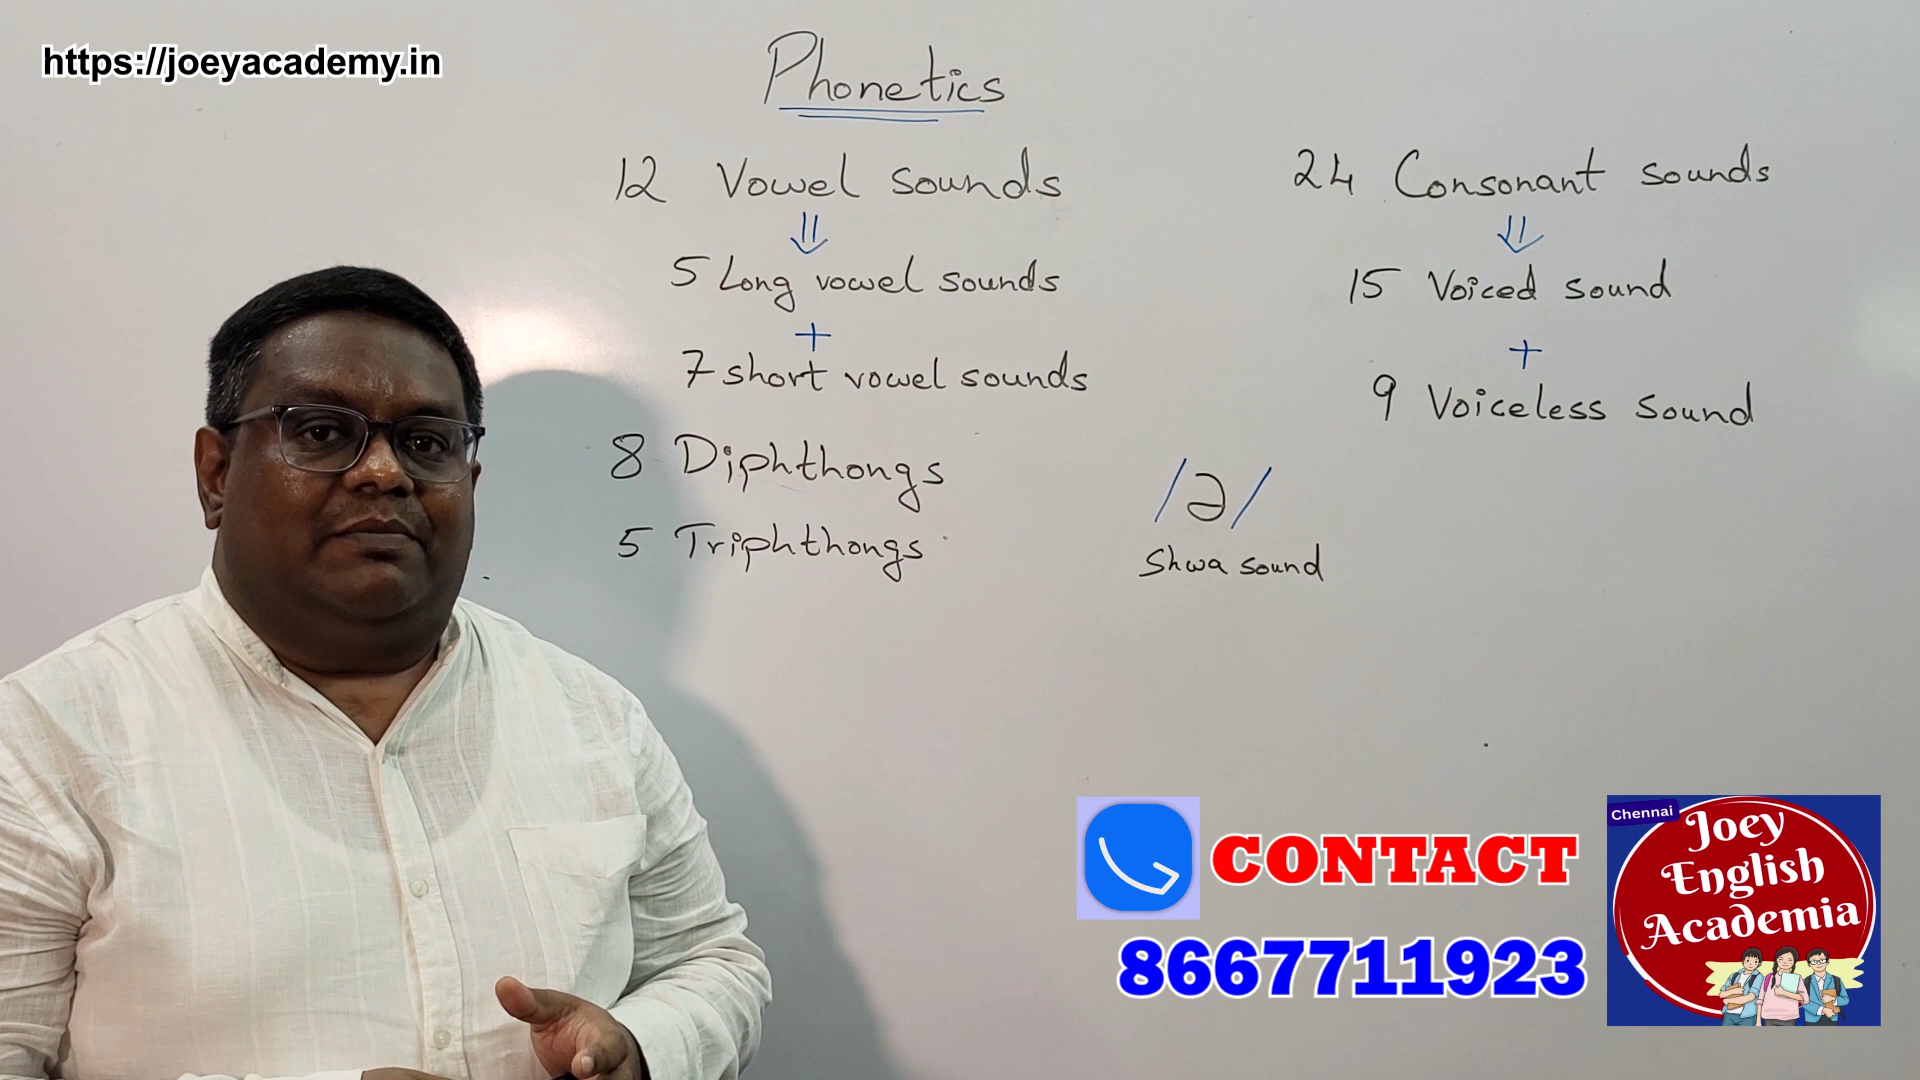 https://joeyacademy.in
Phonetics
12 Vowel sounds
⇓
5 Long vowel sounds
+
7 short vowel sounds
8 Diphthongs
5 Triphthongs
24 Consonant sounds
⇓
15 Voiced sound
+
9 Voiceless sound
/ə/
Shwa sound
CONTACT
8667711923
Chennai
Joey
English
Academia